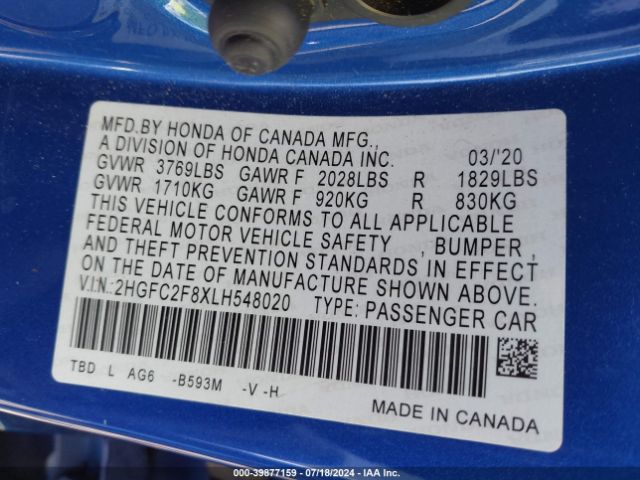 MFD.BY HONDA OF CANADA MFG.,
A DIVISION OF HONDA CANADA INC. 03/'20
GVWR 3769LBS GAWR F 2028LBS R 1829LBS
GVWR 1710KG GAWR F 920KG R 830KG
THIS VEHICLE CONFORMS TO ALL APPLICABLE
FEDERAL MOTOR VEHICLE SAFETY , BUMPER ,
AND THEFT PREVENTION STANDARDS IN EFFECT
ON THE DATE OF MANUFACTURE SHOWN ABOVE.
V.I.N.:2HGFC2F8XLH548020 TYPE: PASSENGER CAR
TBD L AG6 -B593M -V -H
MADE IN CANADA
000-39877159 - 07/18/2024 - IAA Inc.